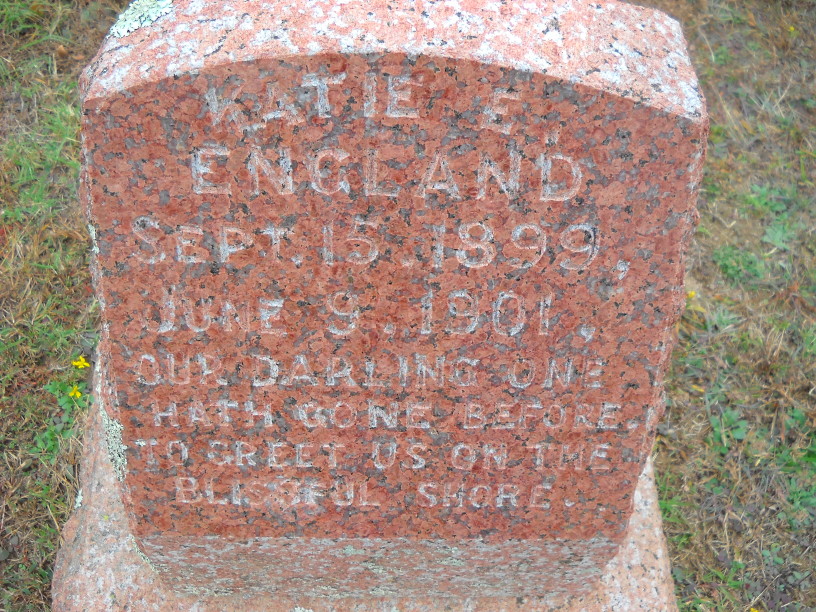 KATIE E.
ENGLAND
SEPT. 15, 1899,
JUNE 9, 1901,
OUR DARLING ONE
HATH GONE BEFORE.
TO GREET US ON THE
BLISSFUL SHORE.